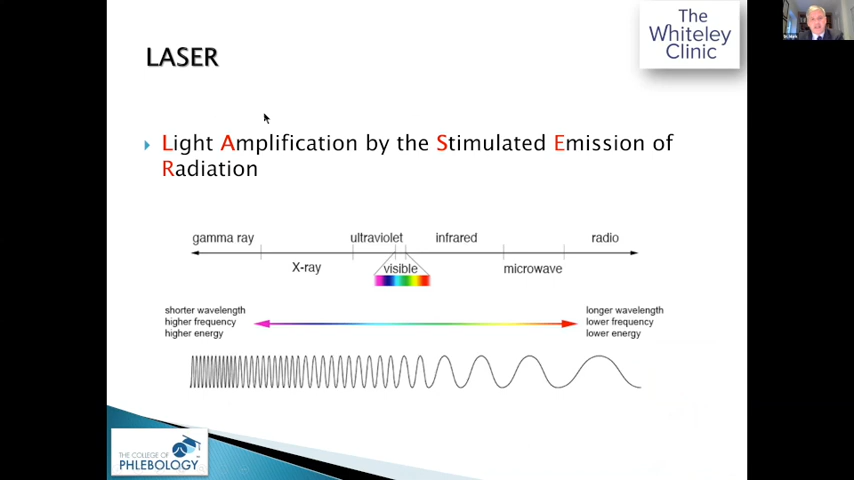 LASER
The
Whiteley
Clinic
Light Amplification by the Stimulated Emission of
Radiation
gamma ray
ultraviolet
infrared
radio
X-ray
visible
microwave
shorter wavelength
higher frequency
higher energy
longer wavelength
lower frequency
lower energy
THE COLLEGE OF
PHLEBOLOGY